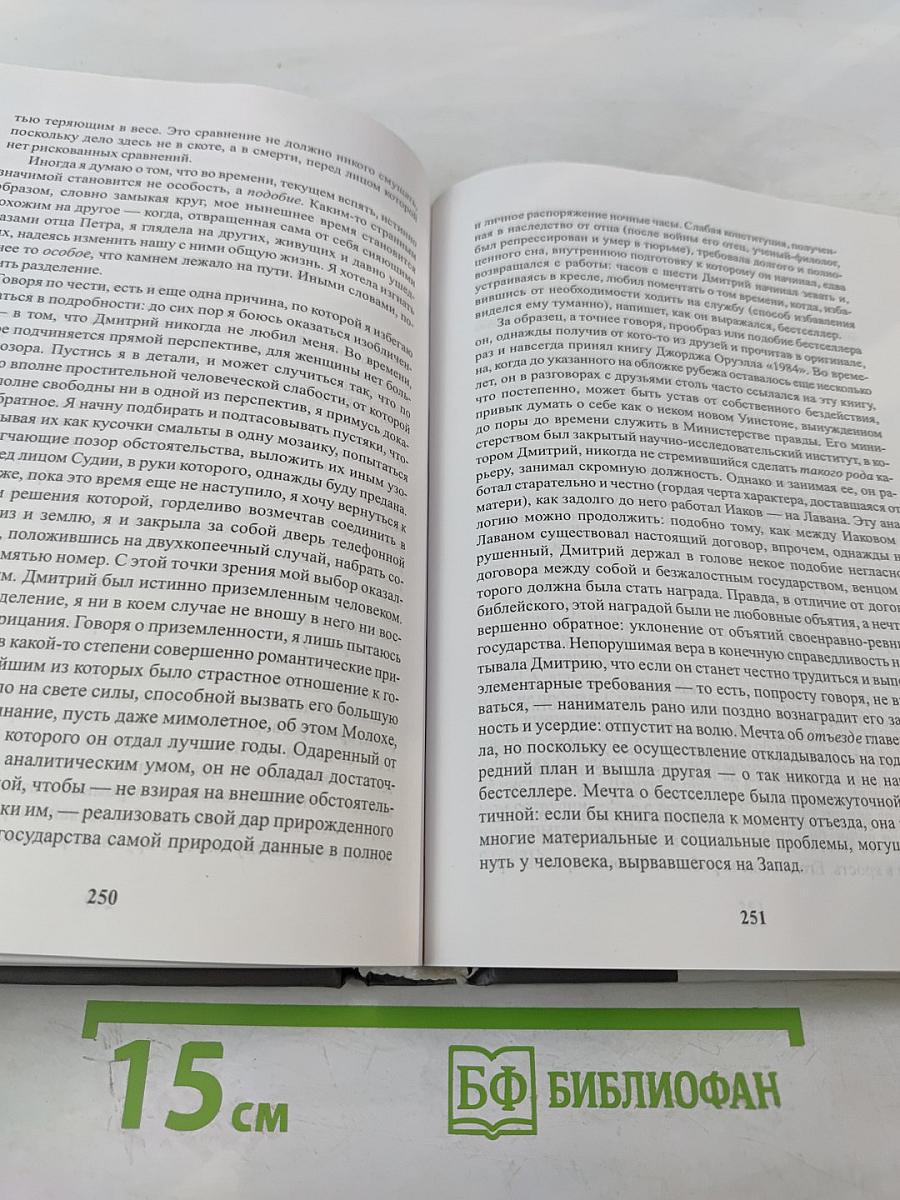 тью теряющим в весе. Это сравнение не должно никого смущать,
поскольку дело здесь не в скоте, а в смерти, перед лицом которой
нет рискованных сравнений.
Иногда я думаю о том, что во времени, текущем вспять, истинно
значимой становится не особость, а подобие. Каким-то странным
образом, словно замыкая круг, мое нынешнее время становится
похожим на другое — когда, отвращенная сама от себя сияющими
глазами отца Петра, я глядела на других, живущих и давно ушед-
их, надеясь изменить нашу с ними общую жизнь. Я хотела изгнать
нее то особое, что камнем лежало на пути. Иными словами, по-
ить разделение.
Говоря по чести, есть и еще одна причина, по которой я избегаю
аться в подробности: до сих пор я боюсь оказаться изобличен-
— в том, что Дмитрий никогда не любил меня. Во времени,
ое подчиняется прямой перспективе, для женщины нет боль-
озора. Пустись я в детали, и может случиться так, что по
о вполне простительной человеческой слабости, от которой
полне свободны ни в одной из перспектив, я примусь дока-
братное. Я начну подбирать и подтасовывать пустяки, что-
ывая их как кусочки смальты в одну мозаику, попытаться
гчающие позор обстоятельства, выложить их иным узо-
ед лицом Судии, в руки которого, однажды буду предана.
же, пока это время еще не наступило, я хочу вернуться к
и решения которой, горделиво возмечтав соединить в
из и землю, я и закрыла за собой дверь телефонной
, положившись на двухкопеечный случай, набрать со-
мятью номер. С этой точки зрения мой выбор оказал-
м. Дмитрий был истинно приземленным человеком.
деление, я ни в коем случае не вношу в него ни вос-
рицания. Говоря о приземленности, я лишь пытаюсь
в какой-то степени совершенно романтические при-
йшим из которых было страстное отношение к го-
ло на свете силы, способной вызвать его большую
инание, пусть даже мимолетное, об этом Молохе,
которого он отдал лучшие годы. Одаренный от
аналитическим умом, он не обладал достаточ-
ной, чтобы — не взирая на внешние обстоятель-
ки им, — реализовать свой дар прирожденного
государства самой природой данные в полное
250
и личное распоряжение ночные часы. Слабая конституция, получен-
ная в наследство от отца (после войны его отец, ученый-филолог,
был репрессирован и умер в тюрьме), требовала долгого и полно-
ценного сна, внутреннюю подготовку к которому он начинал, едва
возвращался с работы: часов с шести Дмитрий начинал зевать и,
устраиваясь в кресле, любил помечтать о том времени, когда, изба-
вившись от необходимости ходить на службу (способ избавления
виделся ему туманно), напишет, как он выражался, бестселлер.
За образец, а точнее говоря, прообраз или подобие бестселлера
он, однажды получив от кого-то из друзей и прочитав в оригинале,
раз и навсегда принял книгу Джорджа Оруэлла «1984». Во време-
на, когда до указанного на обложке рубежа оставалось еще несколько
лет, он в разговорах с друзьями столь часто ссылался на эту книгу,
что постепенно, может быть устав от собственного бездействия,
привык думать о себе как о неком новом Уинстоне, вынужденном
до поры до времени служить в Министерстве правды. Его мини-
стерством был закрытый научно-исследовательский институт, в ко-
тором Дмитрий, никогда не стремившийся сделать такого рода ка-
рьеру, занимал скромную должность. Однако и занимая ее, он ра-
ботал старательно и честно (гордая черта характера, доставшаяся от
матери), как задолго до него работал Иаков — на Лавана. Эту ана
логию можно продолжить: подобно тому, как между Иаковом
Лаваном существовал настоящий договор, впрочем, однажды н
рушенный, Дмитрий держал в голове некое подобие негласно
договора между собой и безжалостным государством, венцом
торого должна была стать награда. Правда, в отличие от догов
библейского, этой наградой были не любовные объятия, а нечт
вершенно обратное: уклонение от объятий своенравно-ревни
государства. Непорушимая вера в конечную справедливость н
тывала Дмитрию, что если он станет честно трудиться и выпо
элементарные требования — то есть, попросту говоря, не в
ваться, — наниматель рано или поздно вознаградит его за
ность и усердие: отпустит на волю. Мечта об отъезде главе
ла, но поскольку ее осуществление откладывалось на год
редний план и вышла другая — о так никогда и не на
бестселлере. Мечта о бестселлере была промежуточной
тичной: если бы книга поспела к моменту отъезда, она
многие материальные и социальные проблемы, могущ
нуть у человека, вырвавшегося на Запад.
251
15 см
БФ БИБЛИОФАН